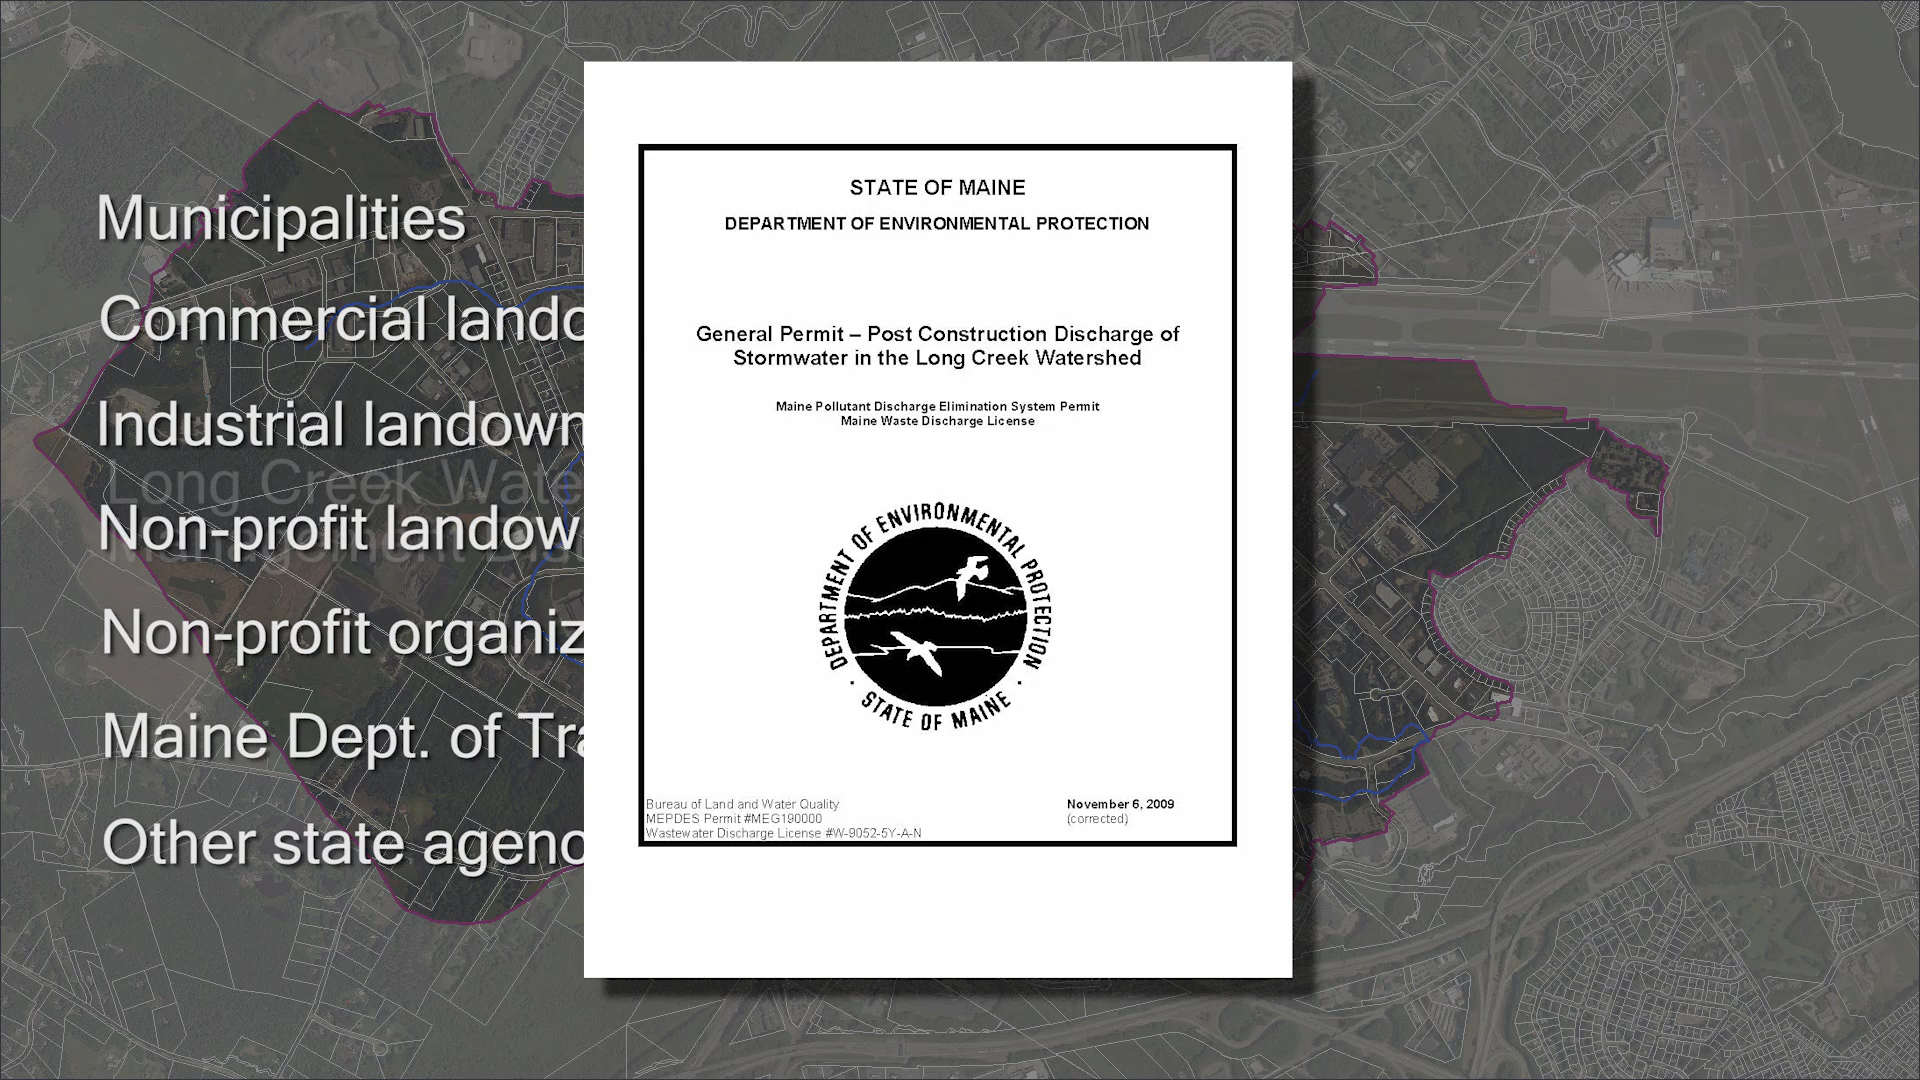 Municipalities
Commercial lando
Industrial landown
Long Creek Wate
Non-profit landow
Non-profit organiz
Maine Dept. of Tra
Other state agenc
STATE OF MAINE
DEPARTMENT OF ENVIRONMENTAL PROTECTION
General Permit – Post Construction Discharge of
Stormwater in the Long Creek Watershed
Maine Pollutant Discharge Elimination System Permit
Maine Waste Discharge License
DEPARTMENT OF ENVIRONMENTAL PROTECTION
· STATE OF MAINE ·
Bureau of Land and Water Quality
MEPDES Permit #MEG190000
Wastewater Discharge License #W-9052-5Y-A-N
November 6, 2009
(corrected)